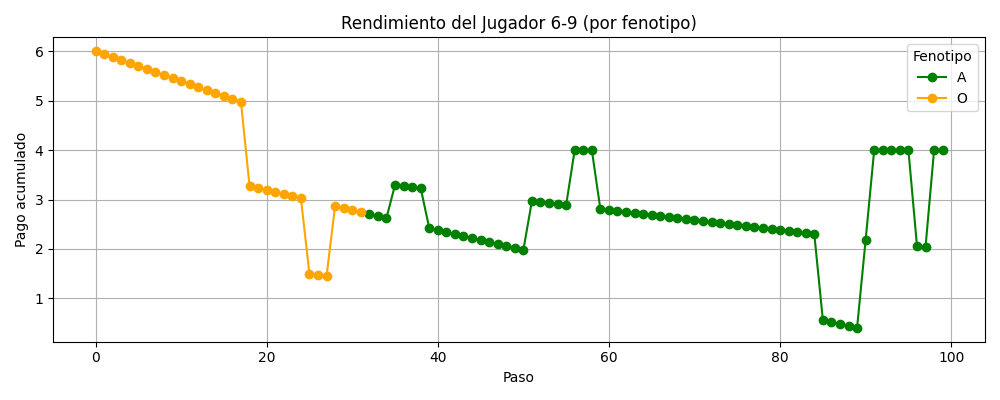 Rendimiento del Jugador 6-9 (por fenotipo)
Pago acumulado
6
5
4
3
2
1
0
20
40
60
80
100
Paso
Fenotipo
A
O